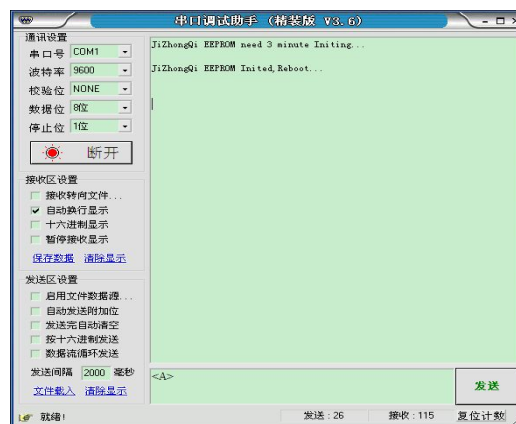 串口调试助手 (精装版 V3.6)
通讯设置
串口号 COM1
波特率 9600
校验位 NONE
数据位 8位
停止位 1位
断开
接收区设置
接收转向文件...
自动换行显示
十六进制显示
暂停接收显示
保存数据 清除显示
发送区设置
启用文件数据源...
自动发送附加位
发送完自动清空
按十六进制发送
数据流循环发送
发送间隔 2000 毫秒
文件载入 清除显示
JiZhongQi EEPROM need 3 minute Initing...
JiZhongQi EEPROM Inited,Reboot...
<A>
发送
就绪!
发送:26
接收:115
复位计数